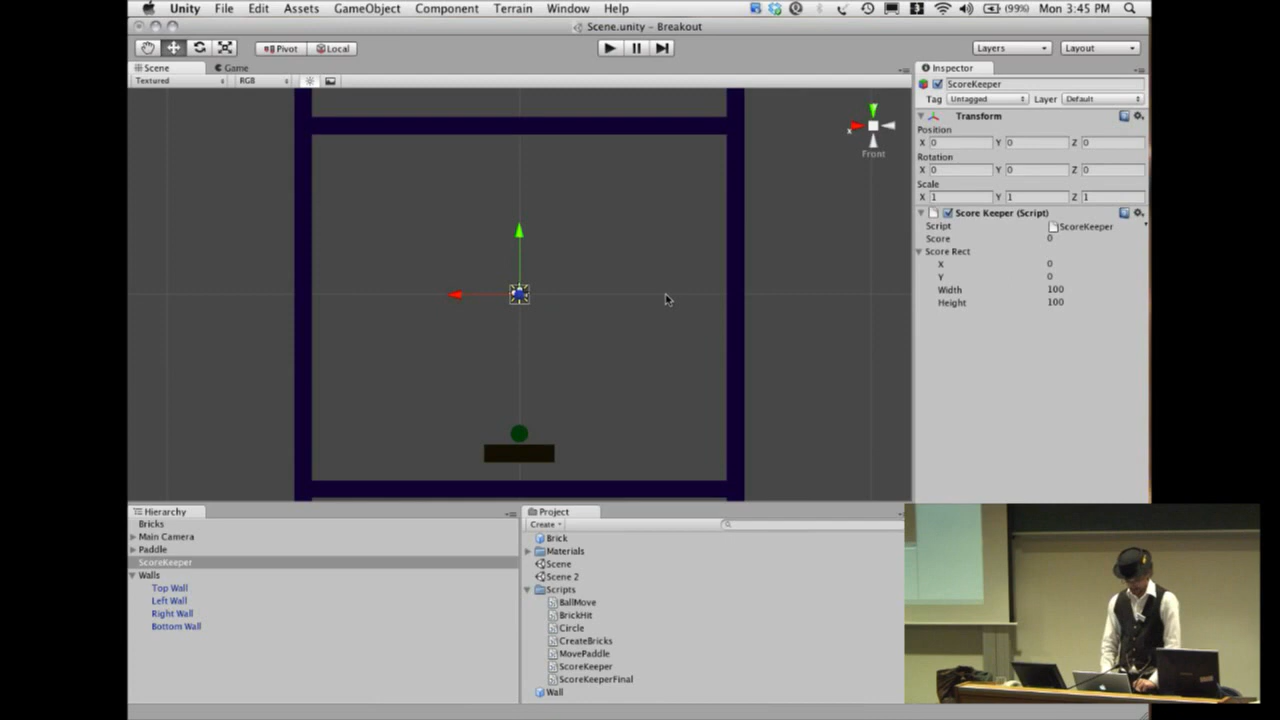 Unity File Edit Assets GameObject Component Terrain Window Help (99%) Mon 3:45 PM
Scene.unity – Breakout
Pivot Local Layers Layout
Scene Game
Textured RGB
x
Front
Inspector
ScoreKeeper
Tag Untagged Layer Default
Transform
Position
X 0 Y 0 Z 0
Rotation
X 0 Y 0 Z 0
Scale
X 1 Y 1 Z 1
Score Keeper (Script)
Script ScoreKeeper
Score 0
Score Rect
X 0
Y 0
Width 100
Height 100
Hierarchy
Bricks
Main Camera
Paddle
ScoreKeeper
Walls
Top Wall
Left Wall
Right Wall
Bottom Wall
Project
Create
Brick
Materials
Scene
Scene 2
Scripts
BallMove
BrickHit
Circle
CreateBricks
MovePaddle
ScoreKeeper
ScoreKeeperFinal
Wall